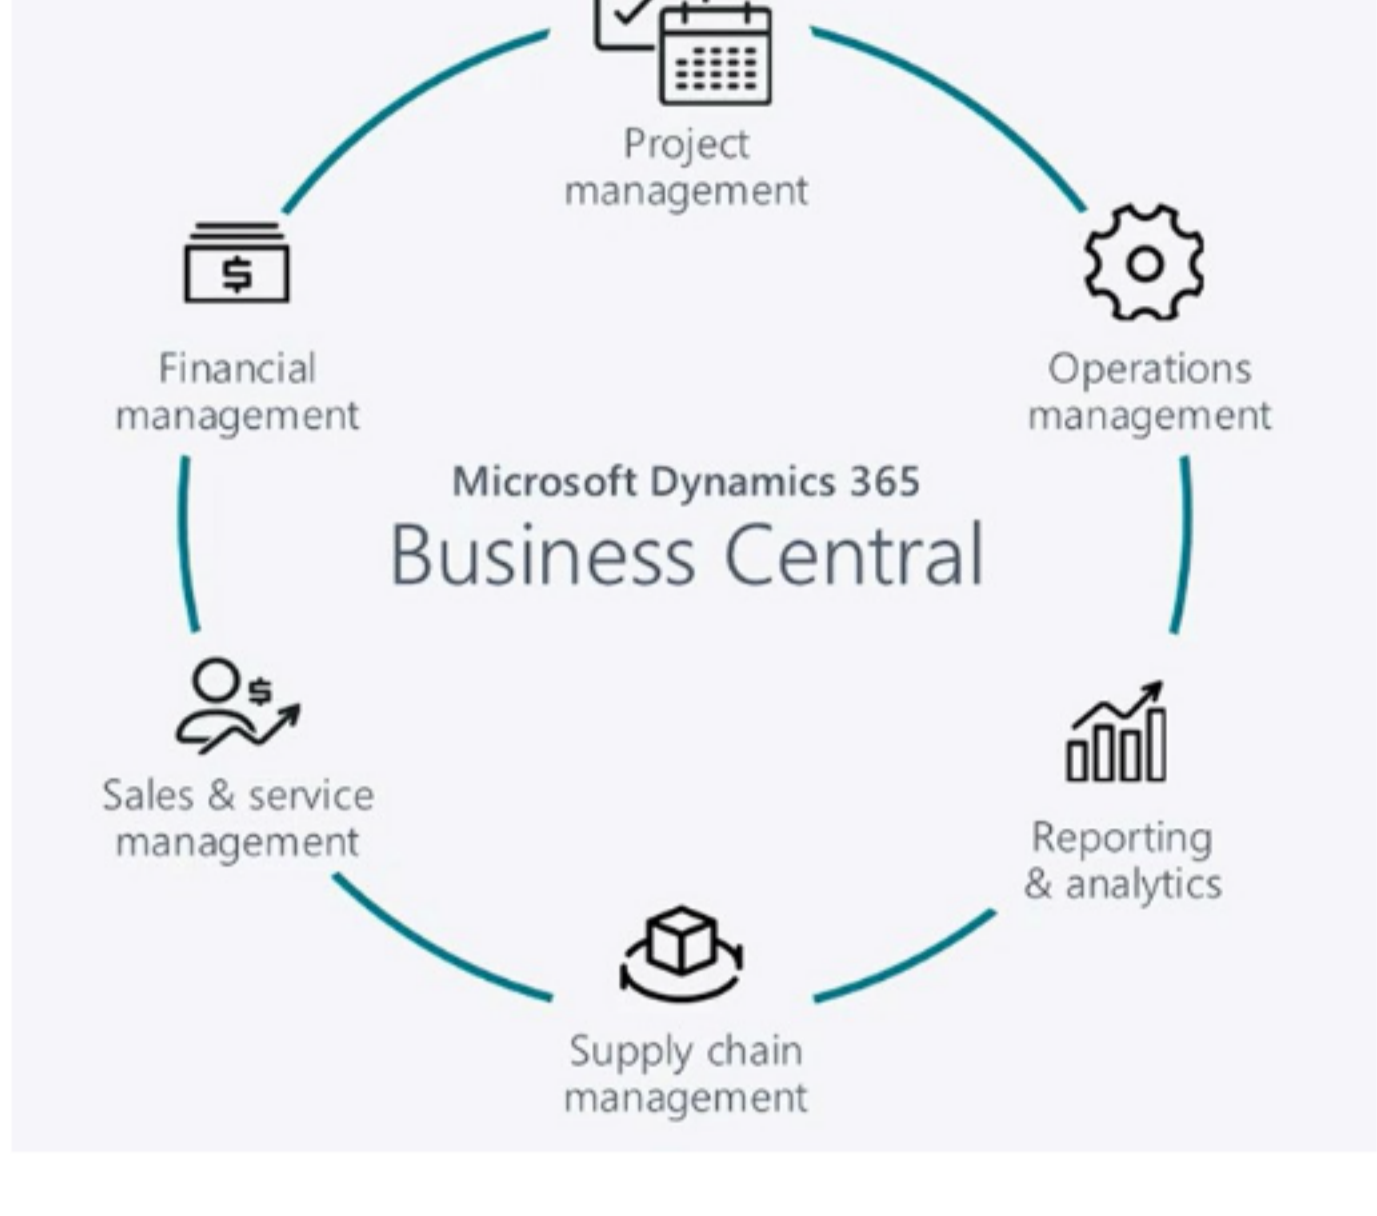 Project
management
Financial
management
Operations
management
Microsoft Dynamics 365
Business Central
Sales & service
management
Reporting
& analytics
Supply chain
management